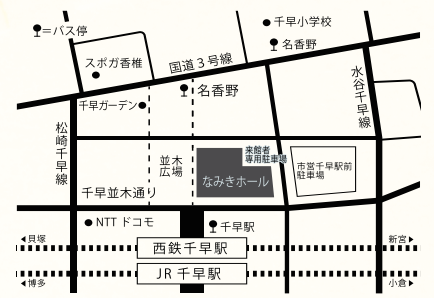 =バス停
千早小学校
名香野
スポガ香椎
国道3号線
水谷千早線
千早ガーデン
名香野
松崎千早線
並木
広場
来館者
専用駐車場
なみきホール
市営千早駅前
駐車場
千早並木通り
NTT ドコモ
千早駅
貝塚
西鉄千早駅
新宮
博多
JR 千早駅
小倉